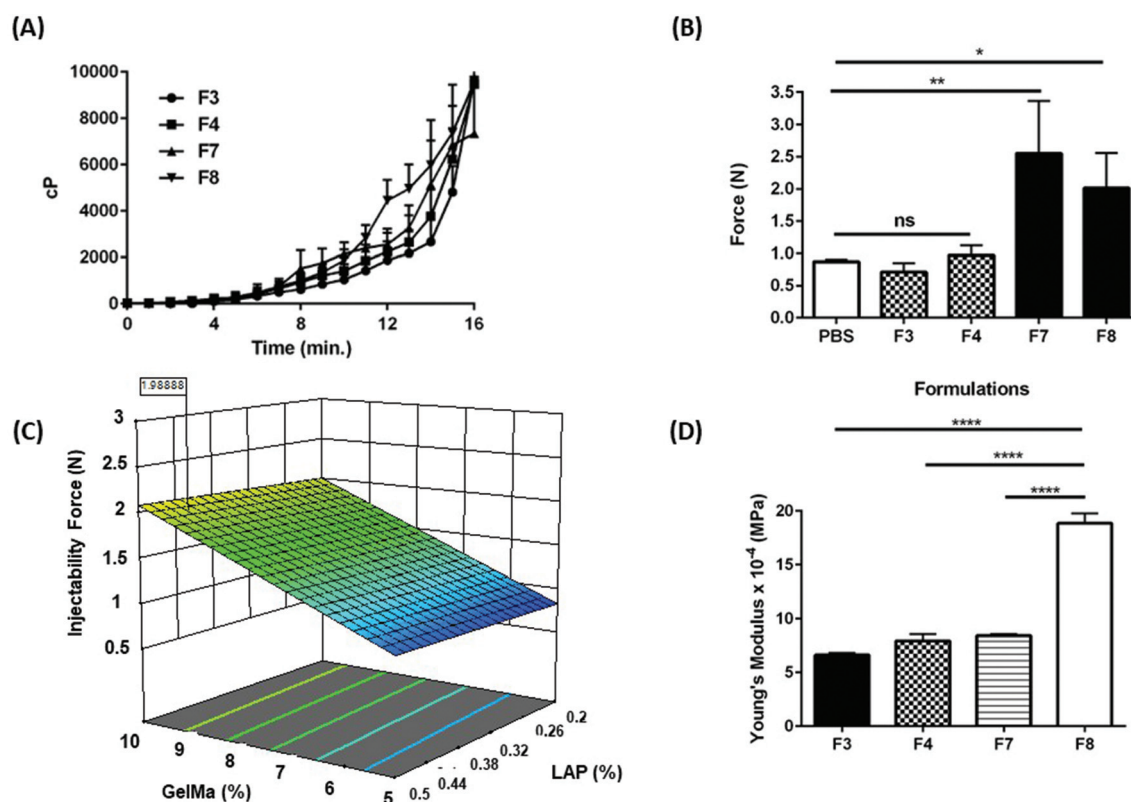 (A)
10000
8000
6000
4000
2000
0
cP
F3
F4
F7
F8
0 4 8 12 16
Time (min.)
(B)
* 
**
ns
3.5
3.0
2.5
2.0
1.5
1.0
0.5
0.0
Force (N)
PBS F3 F4 F7 F8
Formulations
(C)
1.98888
3
2.5
2
1.5
1
0.5
Injectability Force (N)
10 9 8 7 6 5
GelMa (%)
0.5 0.44 0.38 0.32 0.26 0.2
LAP (%)
(D)
****
****
****
20
15
10
5
0
Young's Modulus x 10⁻⁴ (MPa)
F3 F4 F7 F8